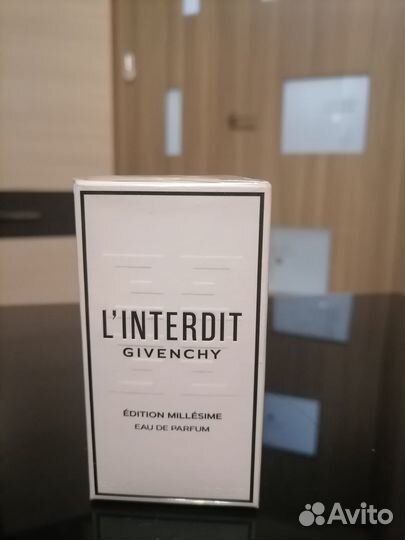 L'INTERDIT
GIVENCHY
ÉDITION MILLÉSIME
EAU DE PARFUM
Avito